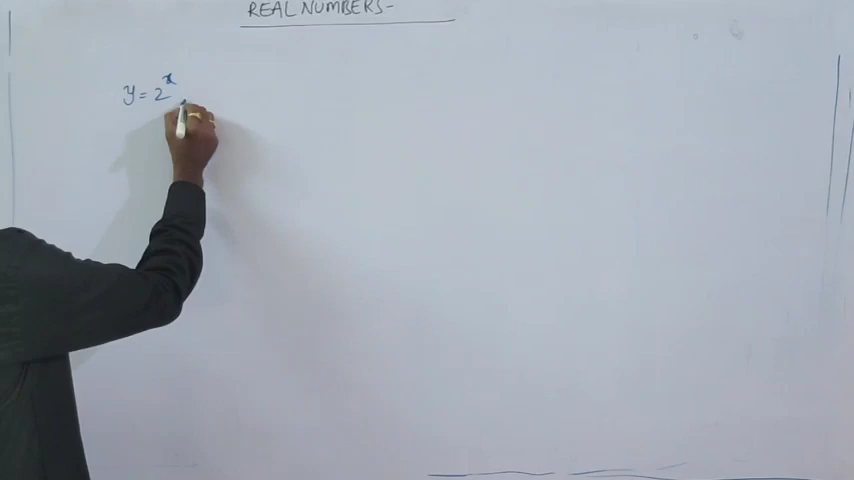 REAL NUMBERS-
y = 2^x